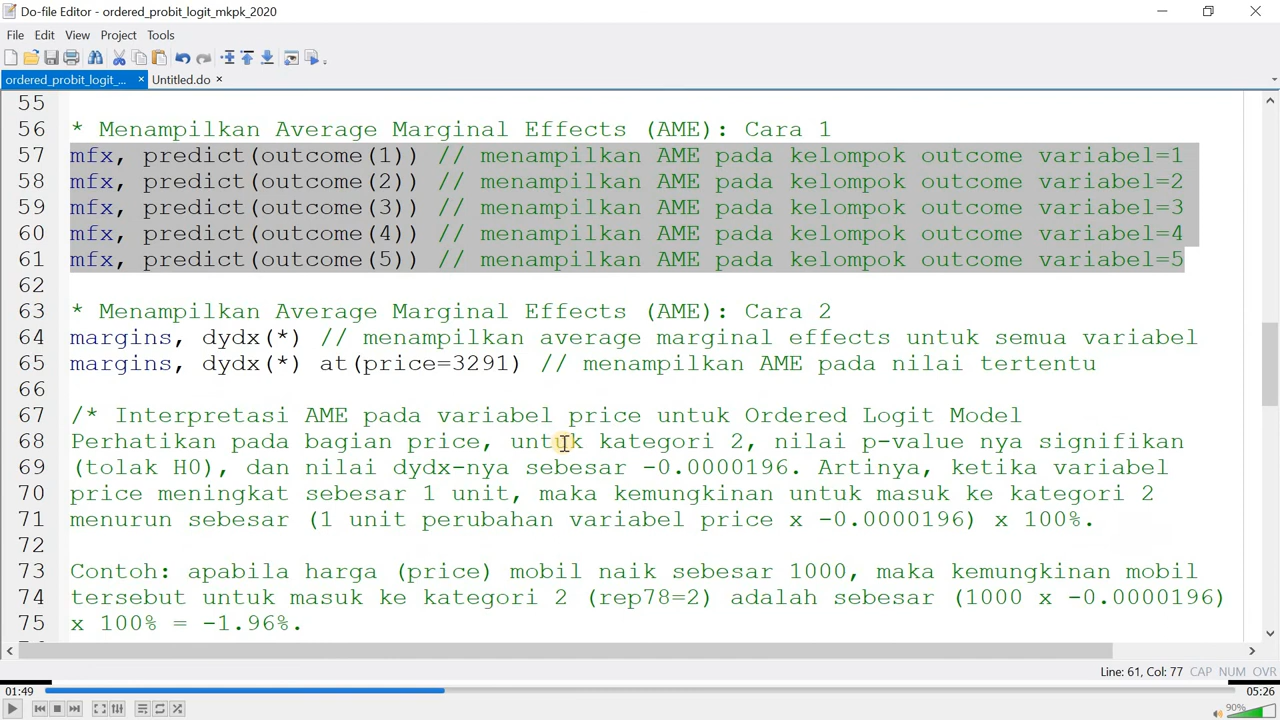 Do-file Editor - ordered_probit_logit_mkpk_2020
File Edit View Project Tools
ordered_probit_logit_... × Untitled.do ×
55
56 * Menampilkan Average Marginal Effects (AME): Cara 1
57 mfx, predict(outcome(1)) // menampilkan AME pada kelompok outcome variabel=1
58 mfx, predict(outcome(2)) // menampilkan AME pada kelompok outcome variabel=2
59 mfx, predict(outcome(3)) // menampilkan AME pada kelompok outcome variabel=3
60 mfx, predict(outcome(4)) // menampilkan AME pada kelompok outcome variabel=4
61 mfx, predict(outcome(5)) // menampilkan AME pada kelompok outcome variabel=5
62
63 * Menampilkan Average Marginal Effects (AME): Cara 2
64 margins, dydx(*) // menampilkan average marginal effects untuk semua variabel
65 margins, dydx(*) at(price=3291) // menampilkan AME pada nilai tertentu
66
67 /* Interpretasi AME pada variabel price untuk Ordered Logit Model
68 Perhatikan pada bagian price, untuk kategori 2, nilai p-value nya signifikan
69 (tolak H0), dan nilai dydx-nya sebesar -0.0000196. Artinya, ketika variabel
70 price meningkat sebesar 1 unit, maka kemungkinan untuk masuk ke kategori 2
71 menurun sebesar (1 unit perubahan variabel price x -0.0000196) x 100%.
72
73 Contoh: apabila harga (price) mobil naik sebesar 1000, maka kemungkinan mobil
74 tersebut untuk masuk ke kategori 2 (rep78=2) adalah sebesar (1000 x -0.0000196)
75 x 100% = -1.96%.
Line: 61, Col: 77 CAP NUM OVR
01:49 05:26
90%